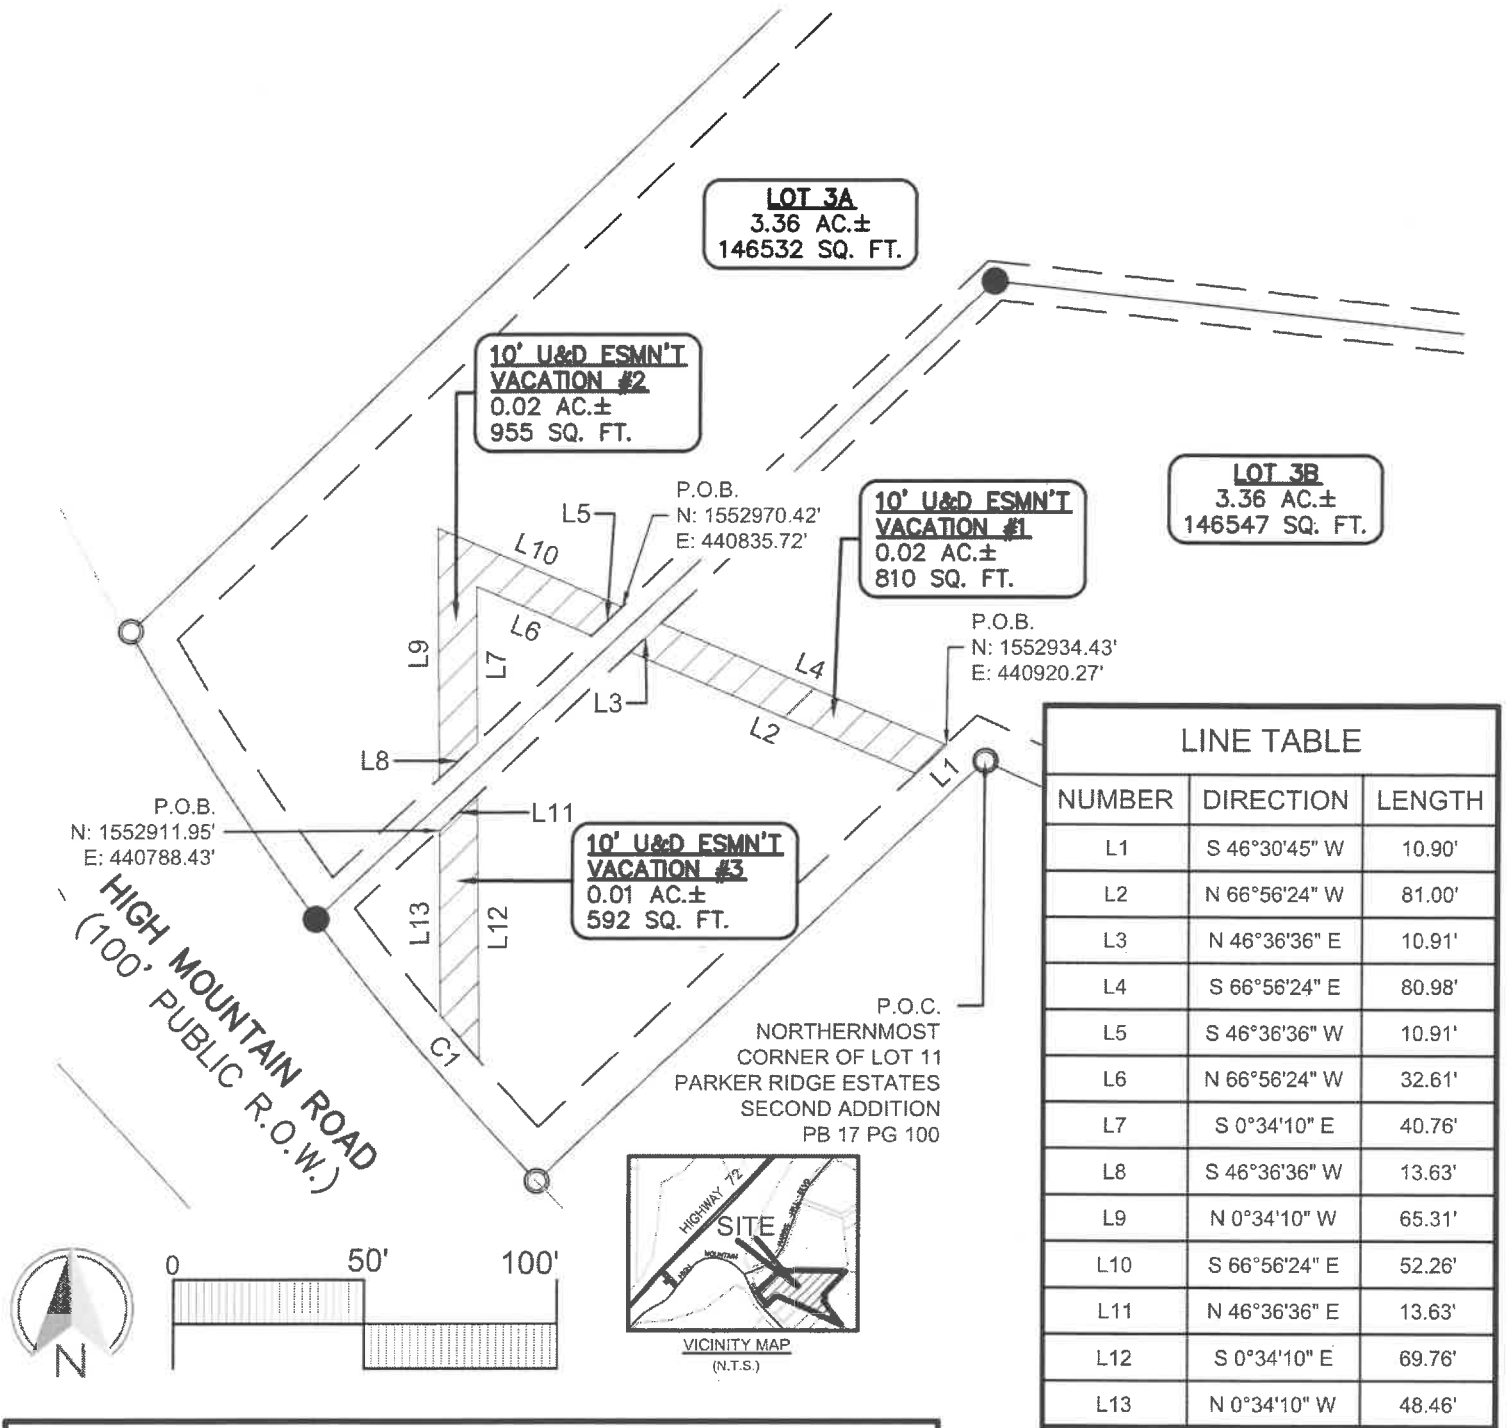 LOT 3A
3.36 AC.±
146532 SQ. FT.
10' U&D ESMN'T
VACATION #2
0.02 AC.±
955 SQ. FT.
LOT 3B
3.36 AC.±
146547 SQ. FT.
10' U&D ESMN'T
VACATION #1
0.02 AC.±
810 SQ. FT.
P.O.B.
N: 1552970.42'
E: 440835.72'
L5
L10
L6
L9
L7
L4
L3
L2
P.O.B.
N: 1552934.43'
E: 440920.27'
L1
L8
P.O.B.
N: 1552911.95'
E: 440788.43'
L11
10' U&D ESMN'T
VACATION #3
0.01 AC.±
592 SQ. FT.
L13
L12
C1
HIGH MOUNTAIN ROAD
(100' PUBLIC R.O.W.)
P.O.C.
NORTHERNMOST
CORNER OF LOT 11
PARKER RIDGE ESTATES
SECOND ADDITION
PB 17 PG 100
LINE TABLE
NUMBER DIRECTION LENGTH
L1 S 46°30'45" W 10.90'
L2 N 66°56'24" W 81.00'
L3 N 46°36'36" E 10.91'
L4 S 66°56'24" E 80.98'
L5 S 46°36'36" W 10.91'
L6 N 66°56'24" W 32.61'
L7 S 0°34'10" E 40.76'
L8 S 46°36'36" W 13.63'
L9 N 0°34'10" W 65.31'
L10 S 66°56'24" E 52.26'
L11 N 46°36'36" E 13.63'
L12 S 0°34'10" E 69.76'
L13 N 0°34'10" W 48.46'
N
0 50' 100'
HIGHWAY 72
SITE
HIGH
MOUNTAIN
VICINITY MAP
(N.T.S.)